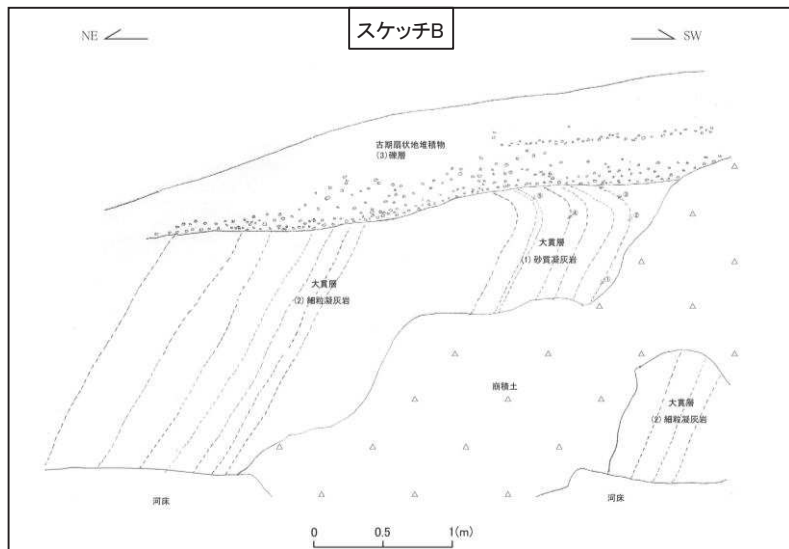 スケッチB
NE
SW
古期扇状地堆積物
(3) 礫層
大貫層
(1) 砂質凝灰岩
大貫層
(2) 細粒凝灰岩
崩積土
大貫層
(2) 細粒凝灰岩
河床
河床
0 0.5 1(m)